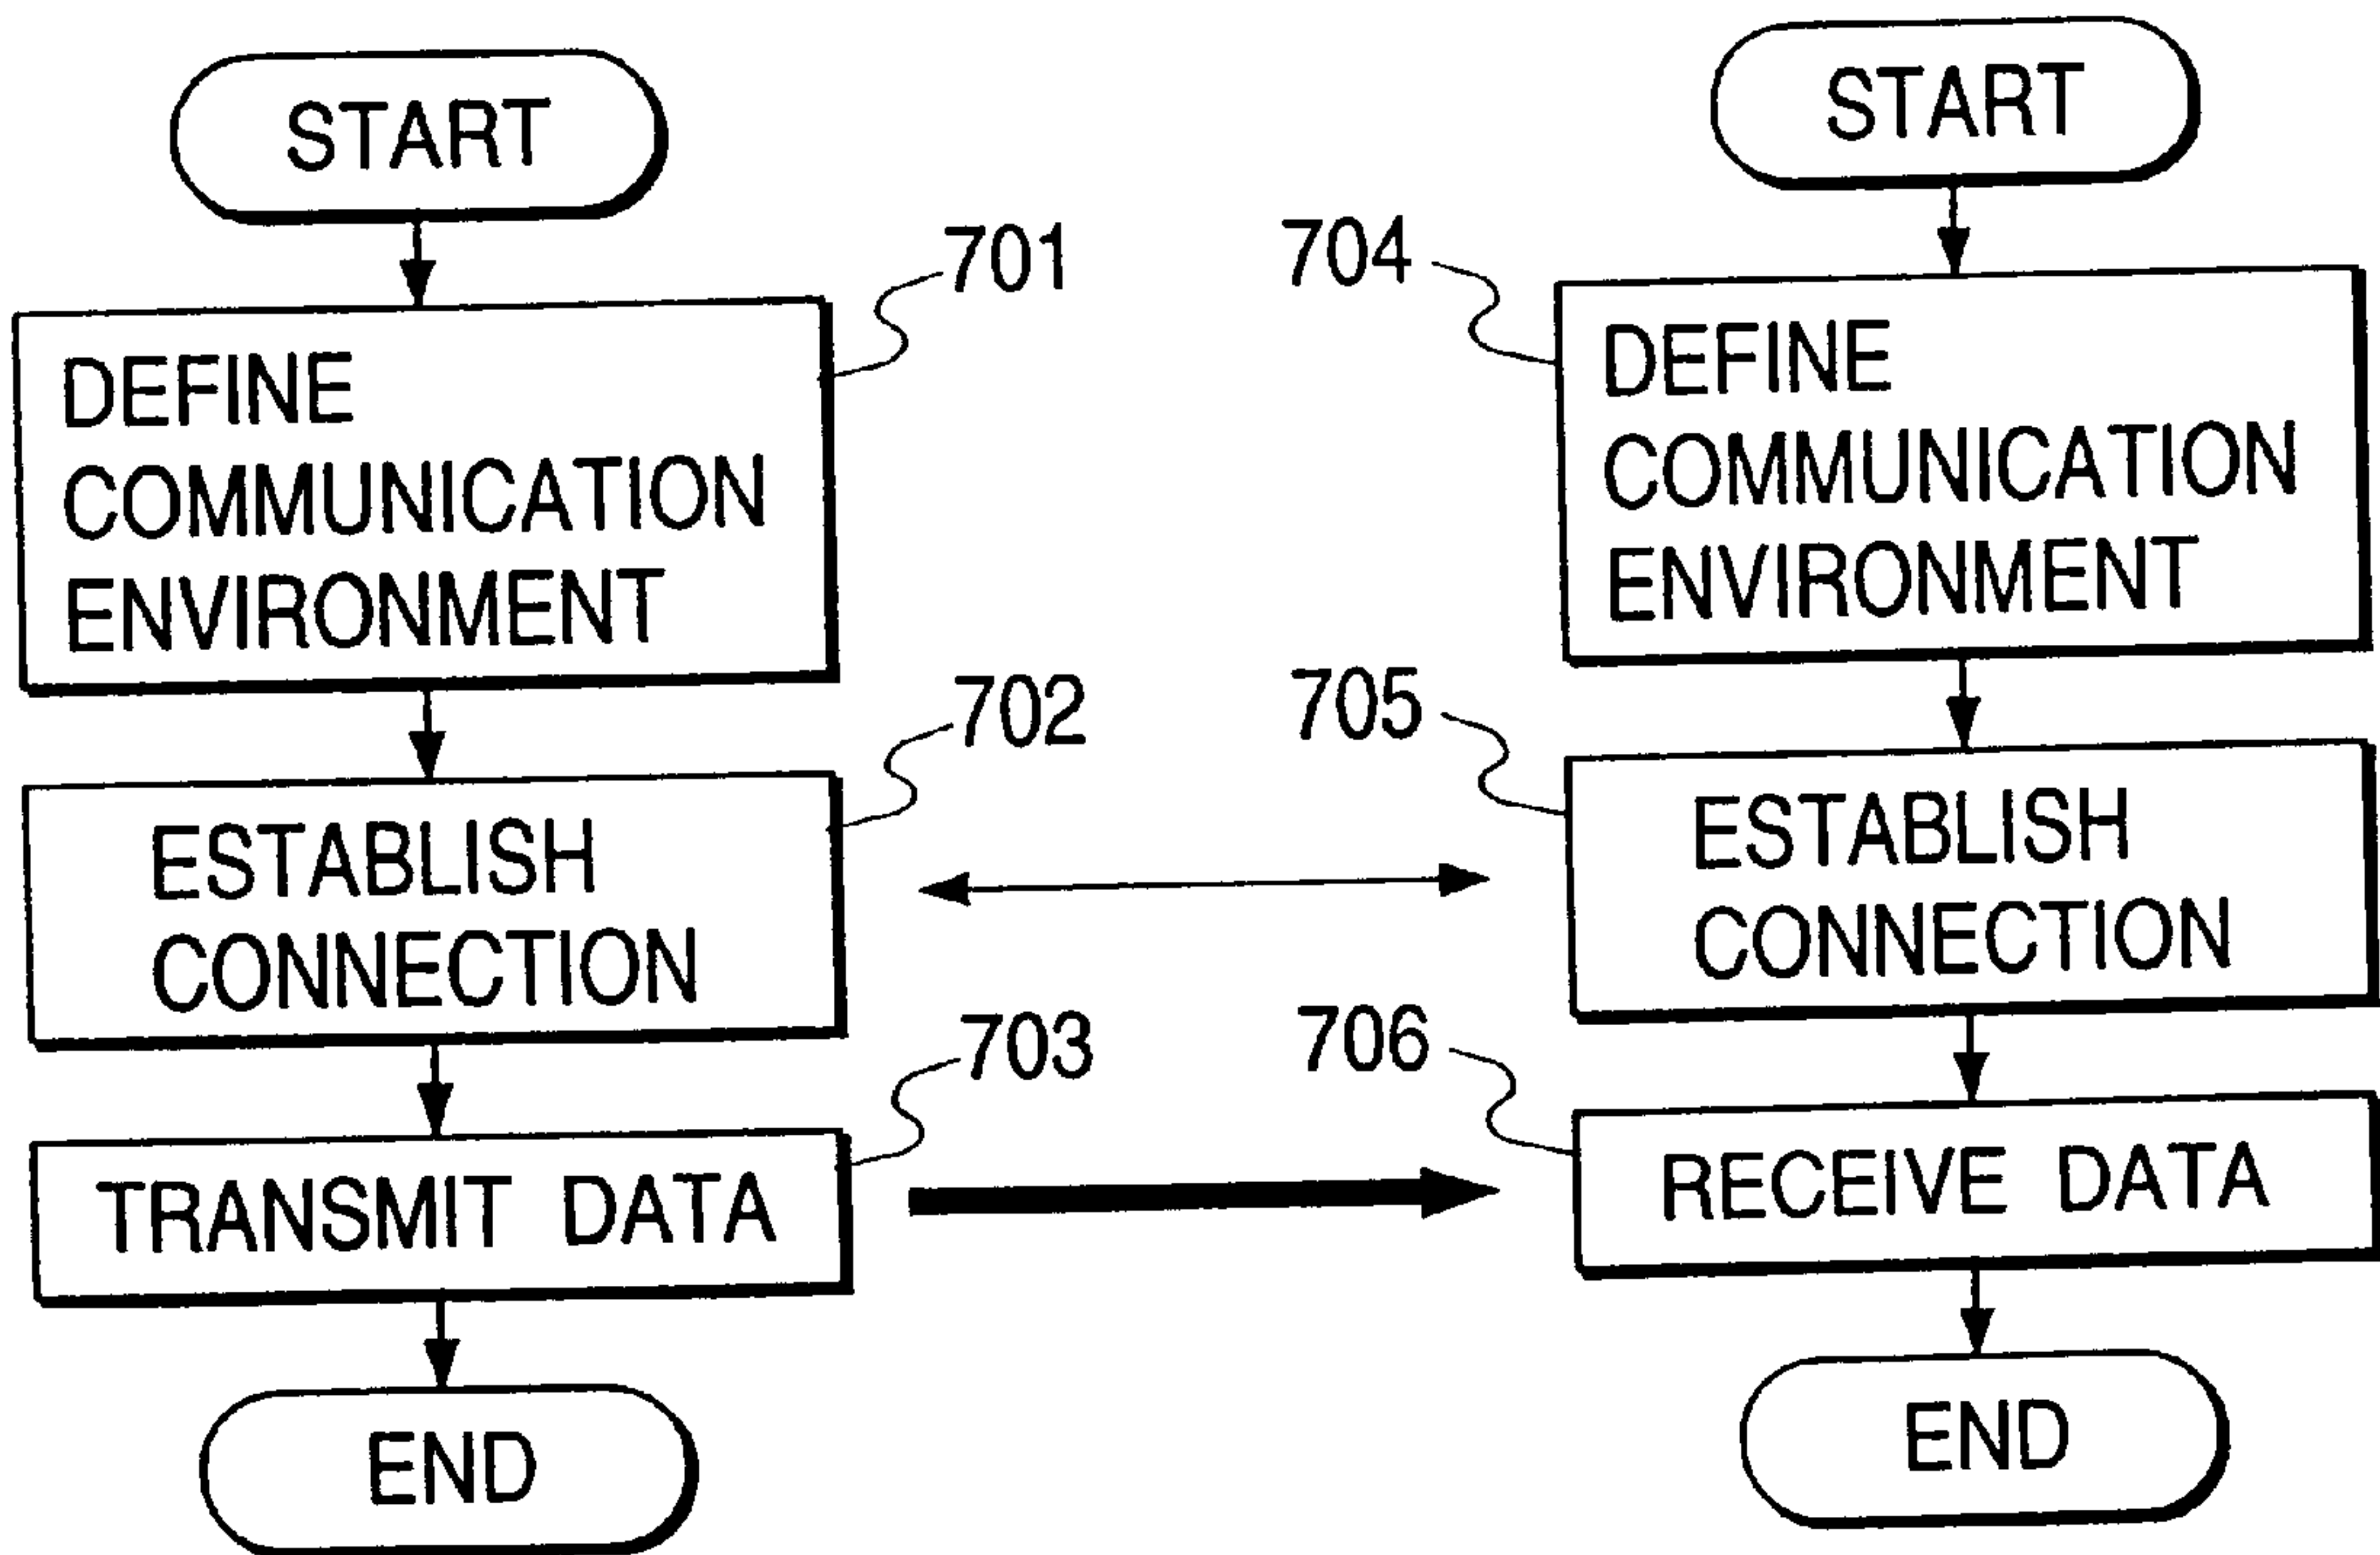 START
701
DEFINE
COMMUNICATION
ENVIRONMENT
702
ESTABLISH
CONNECTION
703
TRANSMIT DATA
END
START
704
DEFINE
COMMUNICATION
ENVIRONMENT
705
ESTABLISH
CONNECTION
706
RECEIVE DATA
END